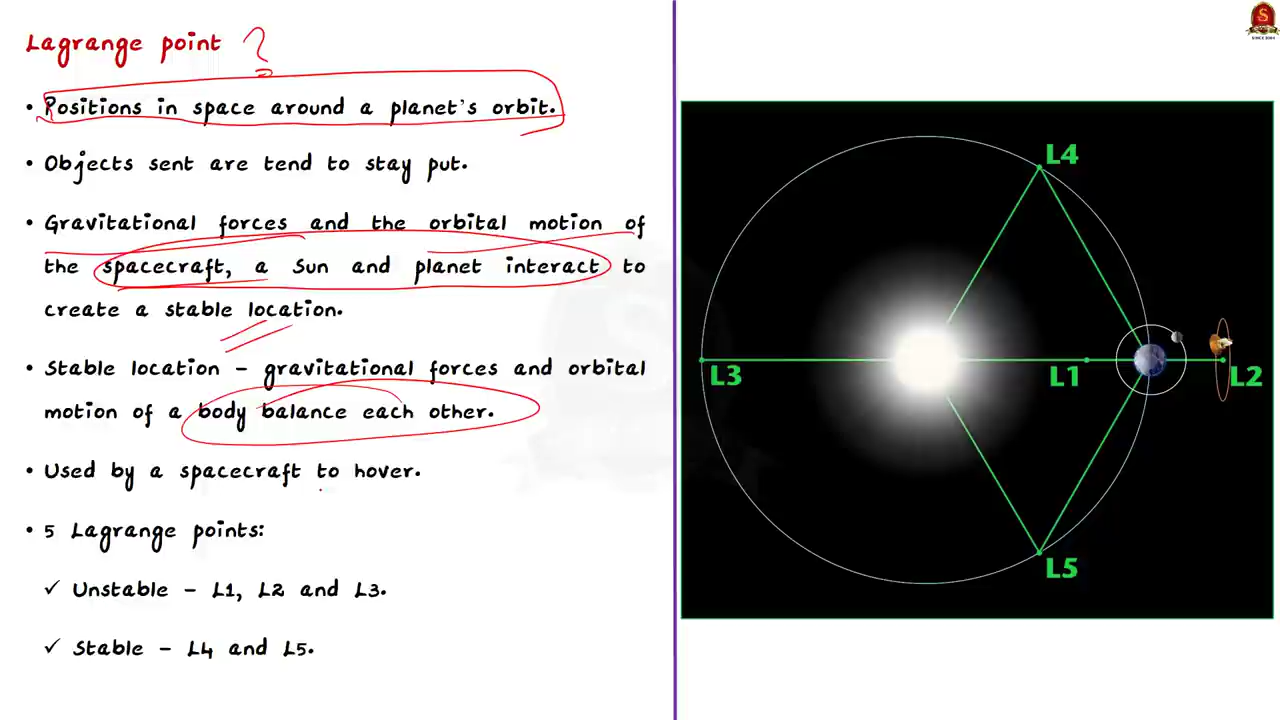 Lagrange point ?
• Positions in space around a planet's orbit.
• Objects sent are tend to stay put.
• Gravitational forces and the orbital motion of
the spacecraft, a Sun and planet interact to
create a stable location.
• Stable location - gravitational forces and orbital
motion of a body balance each other.
• Used by a spacecraft to hover.
• 5 Lagrange points:
✓ Unstable - L1, L2 and L3.
✓ Stable - L4 and L5.
L4
L3
L1
L2
L5